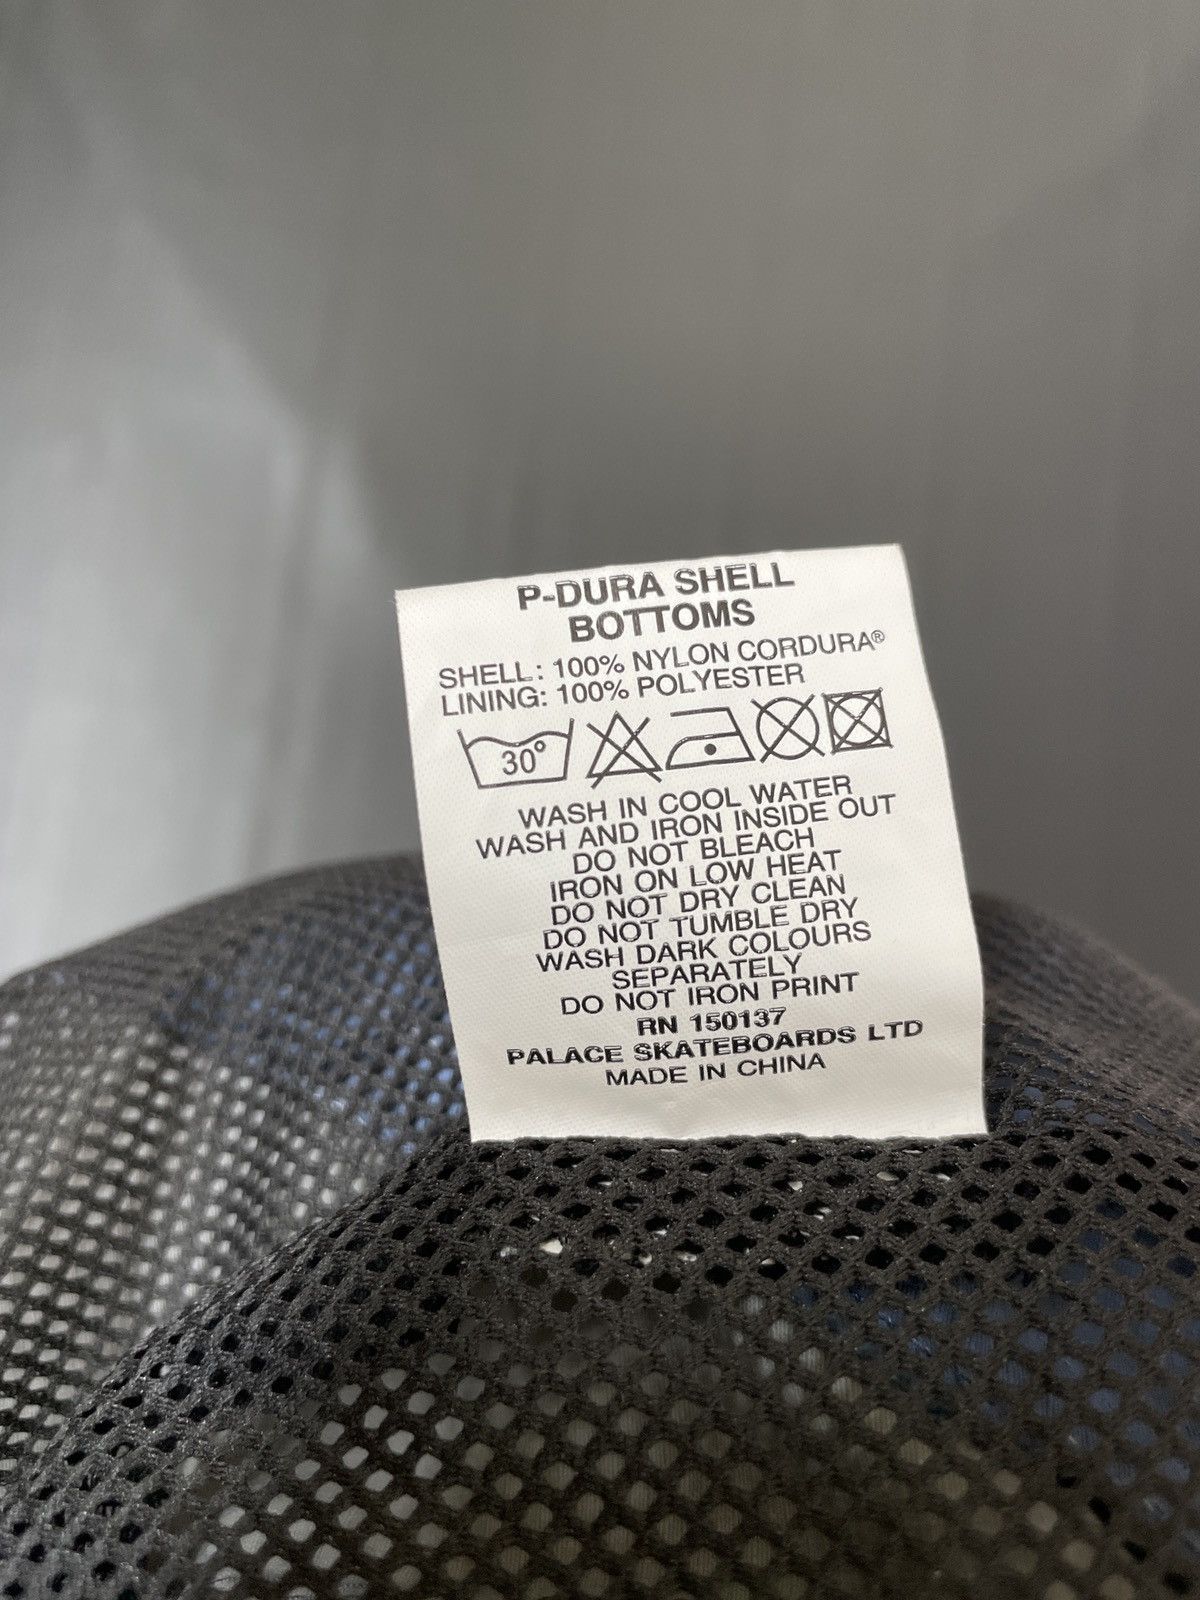 P-DURA SHELL
BOTTOMS
SHELL: 100% NYLON CORDURA®
LINING: 100% POLYESTER
30°
WASH IN COOL WATER
WASH AND IRON INSIDE OUT
DO NOT BLEACH
IRON ON LOW HEAT
DO NOT DRY CLEAN
DO NOT TUMBLE DRY
WASH DARK COLOURS
SEPARATELY
DO NOT IRON PRINT
RN 150137
PALACE SKATEBOARDS LTD
MADE IN CHINA